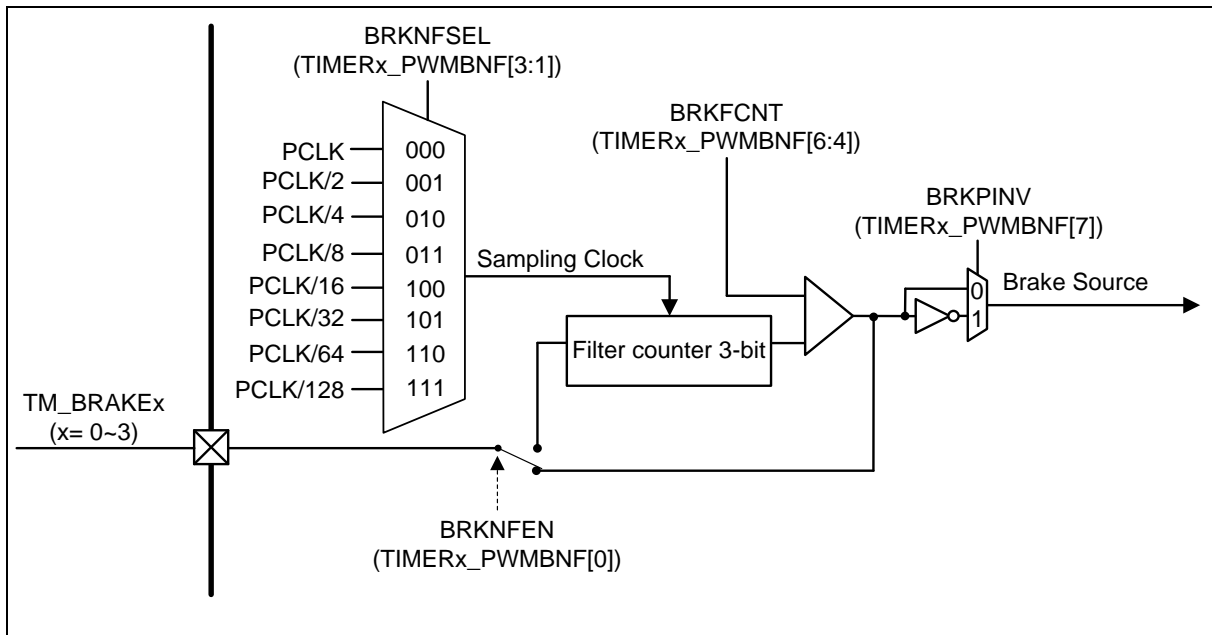 BRKNFSEL
(TIMERx_PWMBNF[3:1])
BRKFCNT
(TIMERx_PWMBNF[6:4])
BRKPINV
(TIMERx_PWMBNF[7])
PCLK 000
PCLK/2 001
PCLK/4 010
PCLK/8 011
PCLK/16 100
PCLK/32 101
PCLK/64 110
PCLK/128 111
Sampling Clock
Filter counter 3-bit
0
1
Brake Source
TM_BRAKEx
(x= 0~3)
BRKNFEN
(TIMERx_PWMBNF[0])